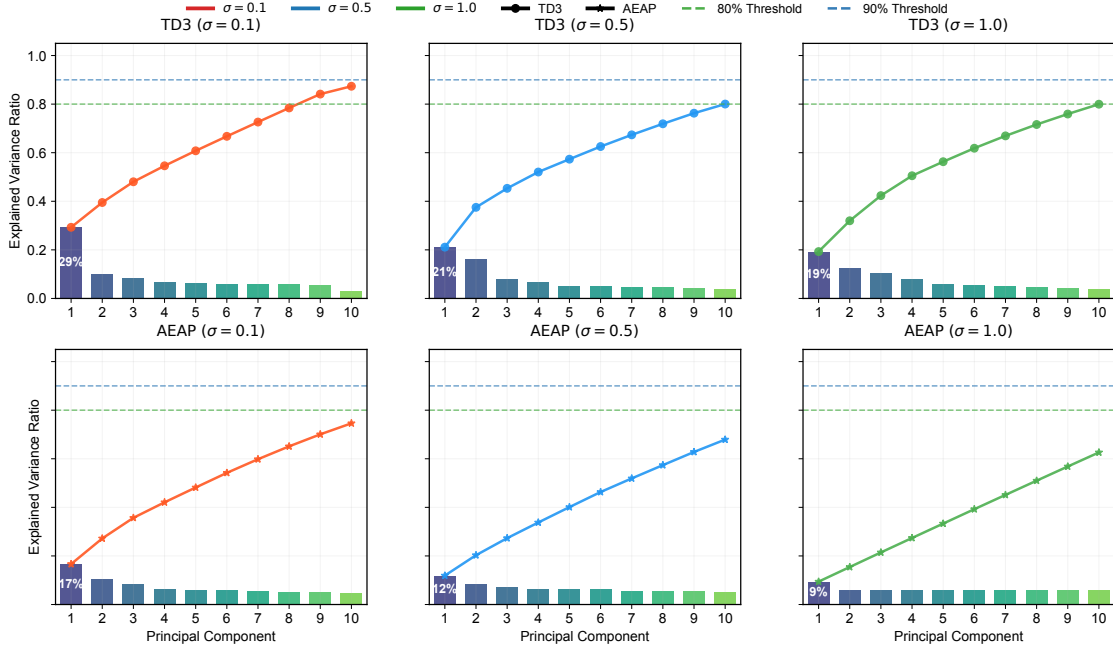 σ = 0.1 σ = 0.5 σ = 1.0 TD3 AEAP 80% Threshold 90% Threshold
TD3 (σ = 0.1) TD3 (σ = 0.5) TD3 (σ = 1.0)
1.0
0.8
0.6
0.4
0.2
0.0
Explained Variance Ratio
29% 21% 19%
1 2 3 4 5 6 7 8 9 10 1 2 3 4 5 6 7 8 9 10 1 2 3 4 5 6 7 8 9 10
AEAP (σ = 0.1) AEAP (σ = 0.5) AEAP (σ = 1.0)
Explained Variance Ratio
17% 12% 9%
1 2 3 4 5 6 7 8 9 10 1 2 3 4 5 6 7 8 9 10 1 2 3 4 5 6 7 8 9 10
Principal Component Principal Component Principal Component